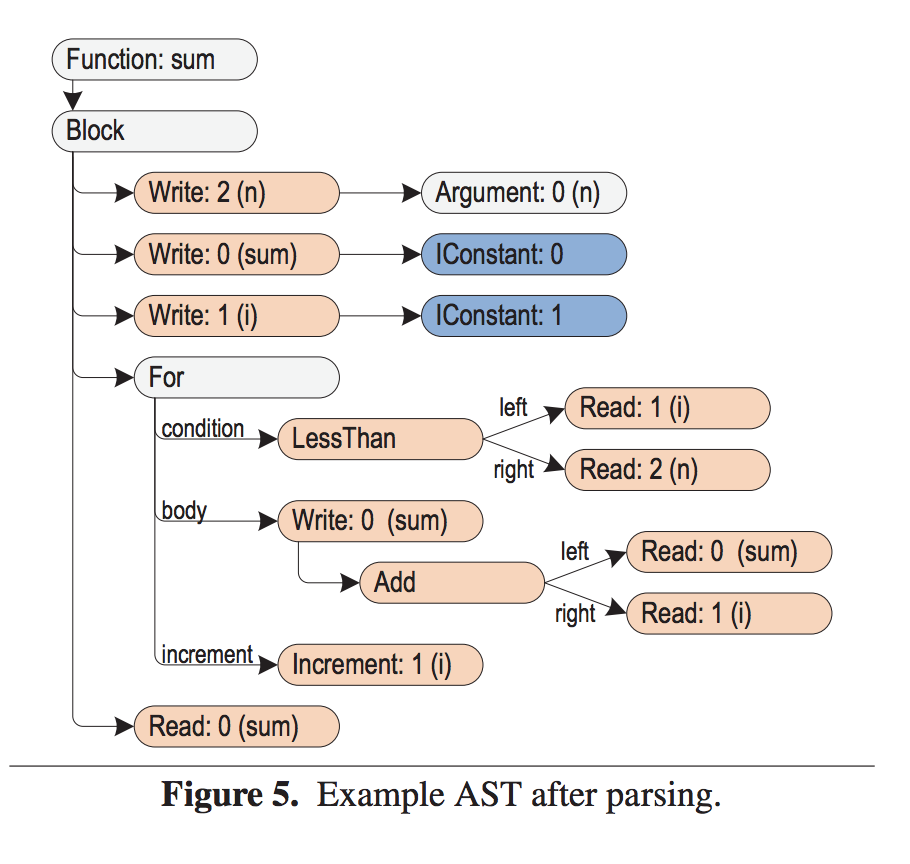 Function: sum
Block
Write: 2 (n)
Argument: 0 (n)
Write: 0 (sum)
IConstant: 0
Write: 1 (i)
IConstant: 1
For
condition
LessThan
left
Read: 1 (i)
right
Read: 2 (n)
body
Write: 0 (sum)
Add
left
Read: 0 (sum)
right
Read: 1 (i)
increment
Increment: 1 (i)
Read: 0 (sum)
Figure 5. Example AST after parsing.